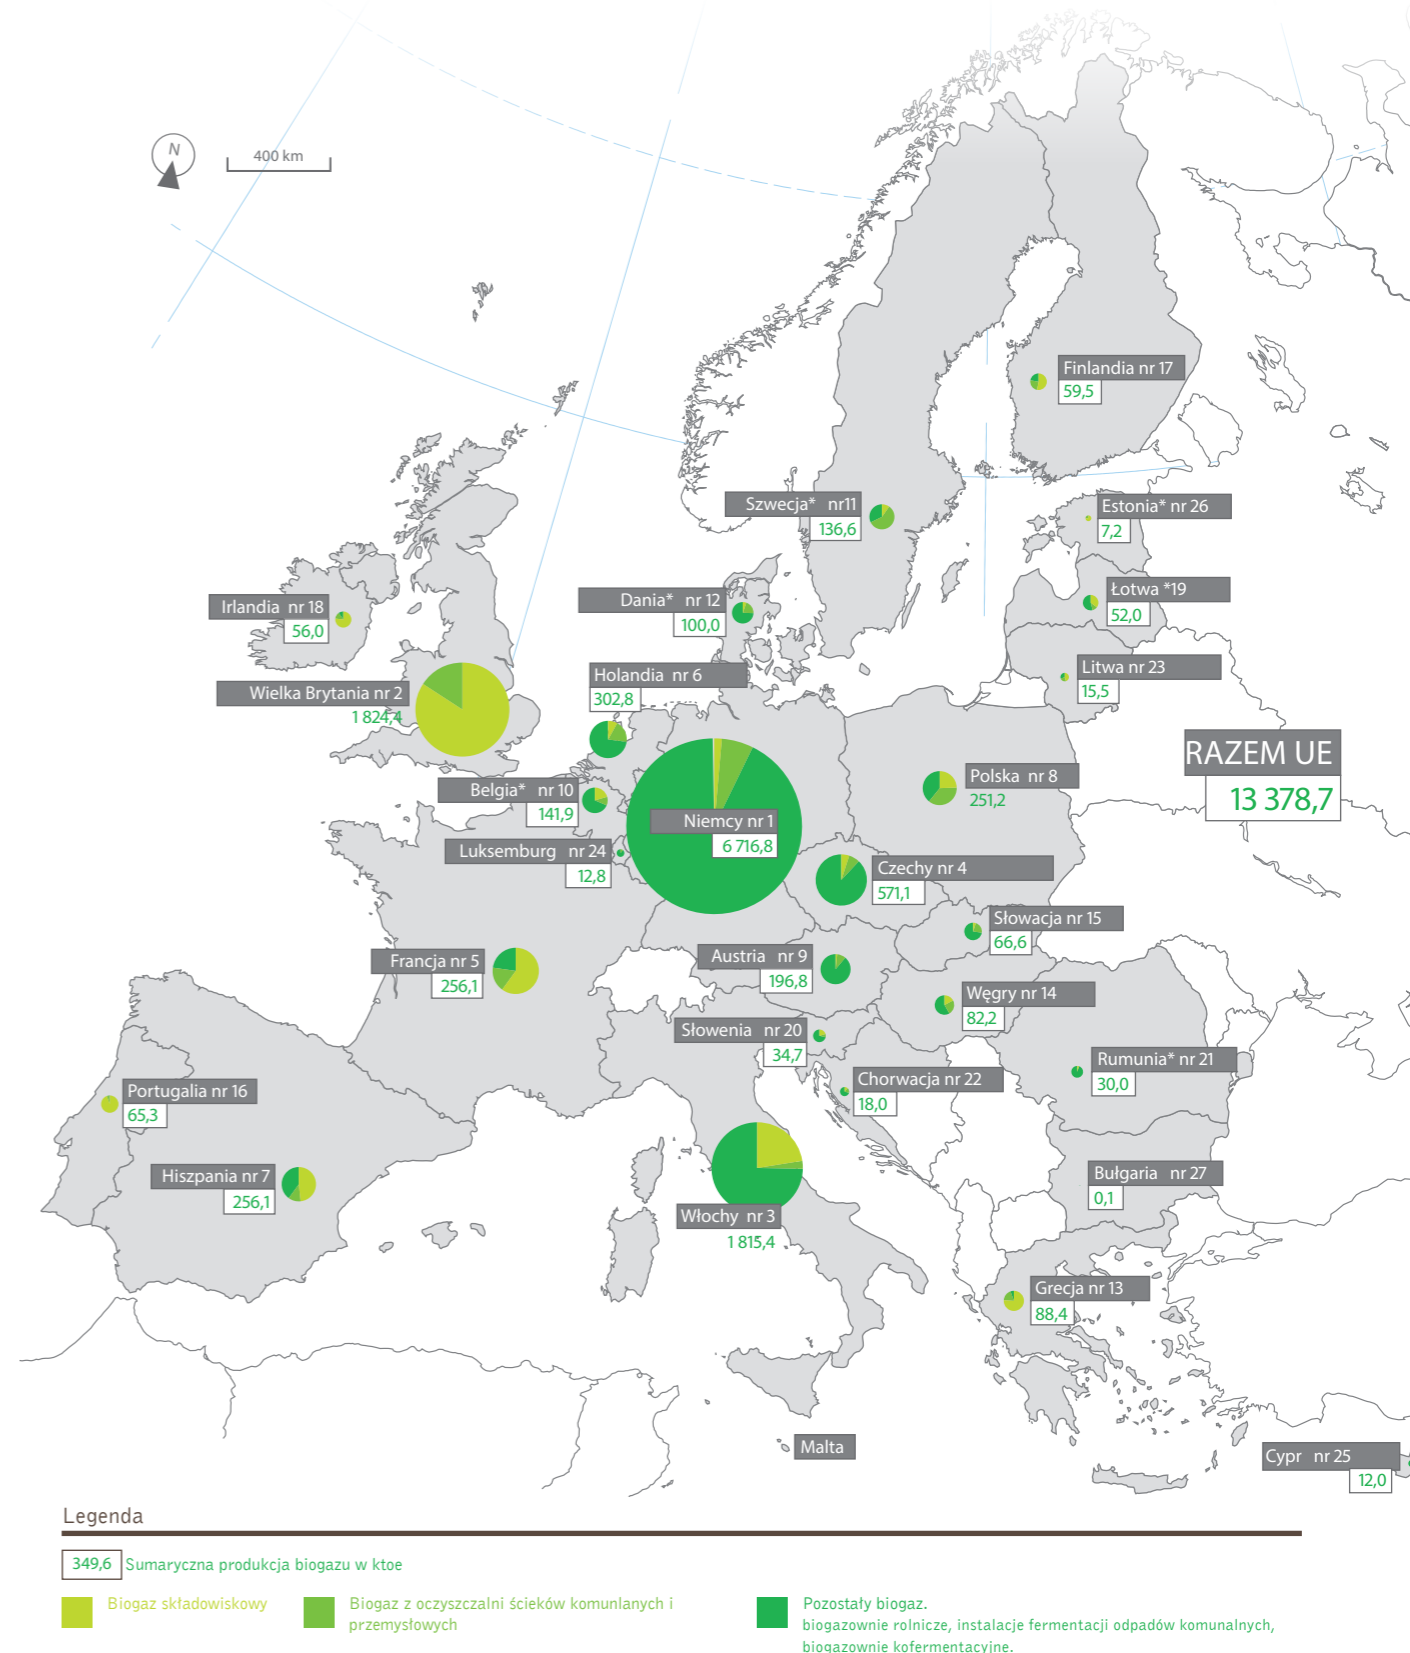 N
400 km
Finlandia nr 17
59,5
Szwecja* nr11
136,6
Estonia* nr 26
7,2
Łotwa *19
52,0
Irlandia nr 18
56,0
Dania* nr 12
100,0
Litwa nr 23
15,5
Wielka Brytania nr 2
1 824,4
Holandia nr 6
302,8
RAZEM UE
13 378,7
Belgia* nr 10
141,9
Polska nr 8
251,2
Niemcy nr 1
6 716,8
Luksemburg nr 24
12,8
Czechy nr 4
571,1
Słowacja nr 15
66,6
Francja nr 5
256,1
Austria nr 9
196,8
Węgry nr 14
82,2
Słowenia nr 20
34,7
Rumunia* nr 21
30,0
Chorwacja nr 22
18,0
Portugalia nr 16
65,3
Hiszpania nr 7
256,1
Bułgaria nr 27
0,1
Włochy nr 3
1 815,4
Grecja nr 13
88,4
Malta
Cypr nr 25
12,0
Legenda
349,6 Sumaryczna produkcja biogazu w ktoe
Biogaz składowiskowy
Biogaz z oczyszczalni ścieków komunlanych i
przemysłowych
Pozostały biogaz.
biogazownie rolnicze, instalacje fermentacji odpadów komunalnych,
biogazownie kofermentacyjne.